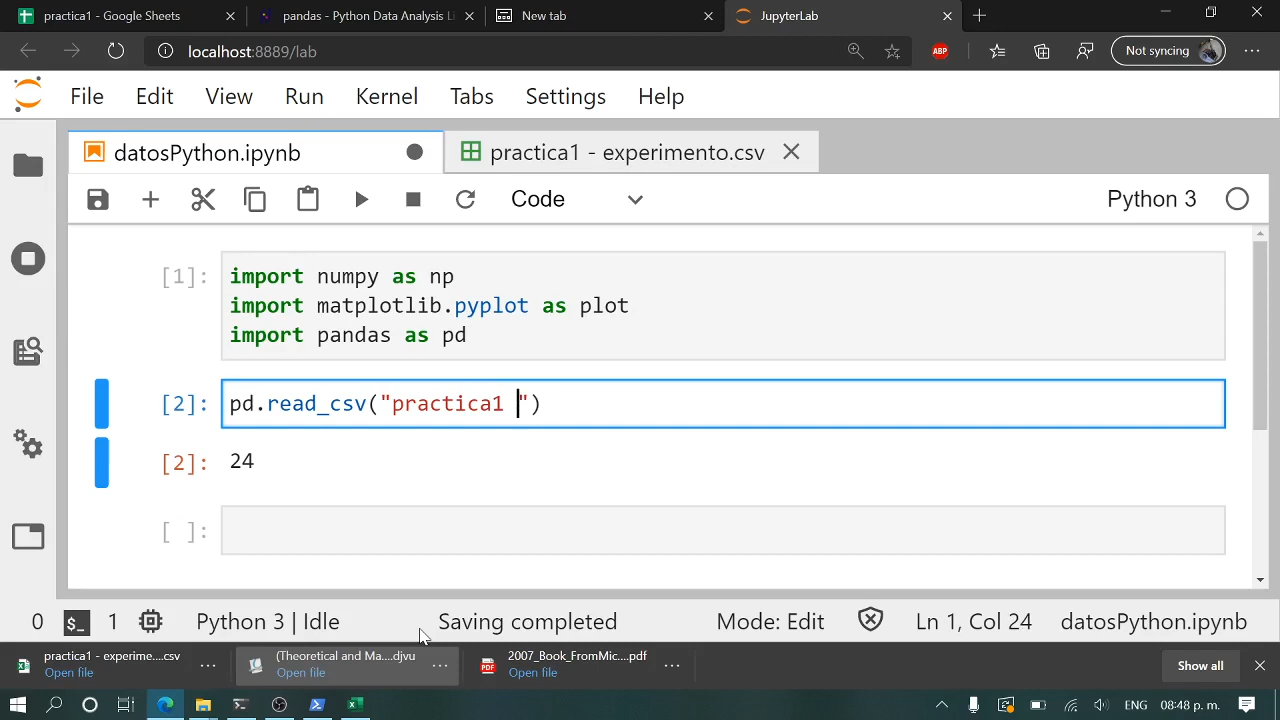 practica1 - Google Sheets
pandas - Python Data Analysis Li
New tab
JupyterLab
localhost:8889/lab
ABP
Not syncing
File Edit View Run Kernel Tabs Settings Help
datosPython.ipynb
practica1 - experimento.csv
Code
Python 3
[1]:
import numpy as np
import matplotlib.pyplot as plot
import pandas as pd
[2]:
pd.read_csv("practica1 ")
[2]:
24
[ ]:
0 $_ 1 Python 3 | Idle Saving completed Mode: Edit Ln 1, Col 24 datosPython.ipynb
practica1 - experime....csv
Open file
(Theoretical and Ma....djvu
Open file
PDF
2007_Book_FromMic....pdf
Open file
Show all
ENG 08:48 p. m.